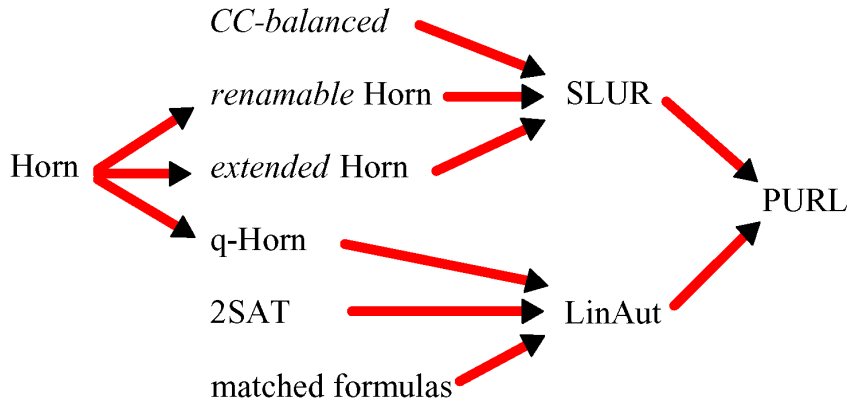 CC-balanced
renamable Horn
SLUR
Horn
extended Horn
PURL
q-Horn
2SAT
LinAut
matched formulas